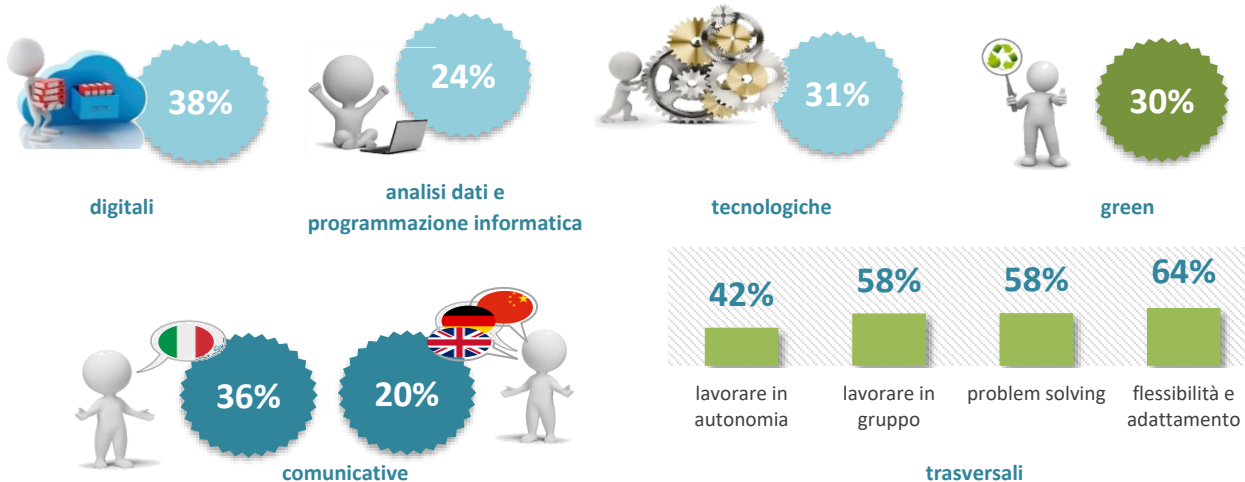 38%
24%
31%
30%
digitali
analisi dati e
programmazione informatica
tecnologiche
green
36%
20%
comunicative
42%
58%
58%
64%
lavorare in
autonomia
lavorare in
gruppo
problem solving
flessibilità e
adattamento
trasversali